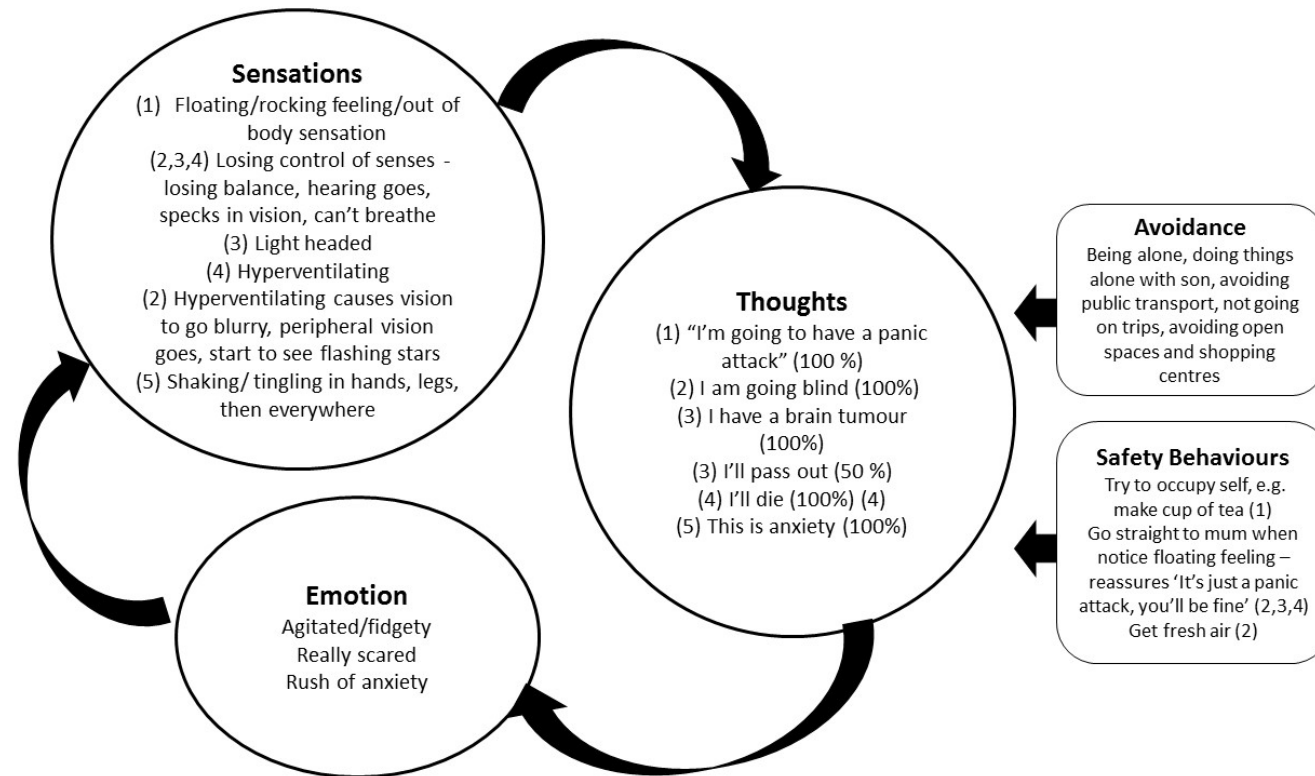 Sensations
(1) Floating/rocking feeling/out of
body sensation
(2,3,4) Losing control of senses -
losing balance, hearing goes,
specks in vision, can't breathe
(3) Light headed
(4) Hyperventilating
(2) Hyperventilating causes vision
to go blurry, peripheral vision
goes, start to see flashing stars
(5) Shaking/ tingling in hands, legs,
then everywhere
Thoughts
(1) “I'm going to have a panic
attack” (100 %)
(2) I am going blind (100%)
(3) I have a brain tumour
(100%)
(3) I'll pass out (50 %)
(4) I'll die (100%) (4)
(5) This is anxiety (100%)
Emotion
Agitated/fidgety
Really scared
Rush of anxiety
Avoidance
Being alone, doing things
alone with son, avoiding
public transport, not going
on trips, avoiding open
spaces and shopping
centres
Safety Behaviours
Try to occupy self, e.g.
make cup of tea (1)
Go straight to mum when
notice floating feeling –
reassures ‘It's just a panic
attack, you'll be fine’ (2,3,4)
Get fresh air (2)